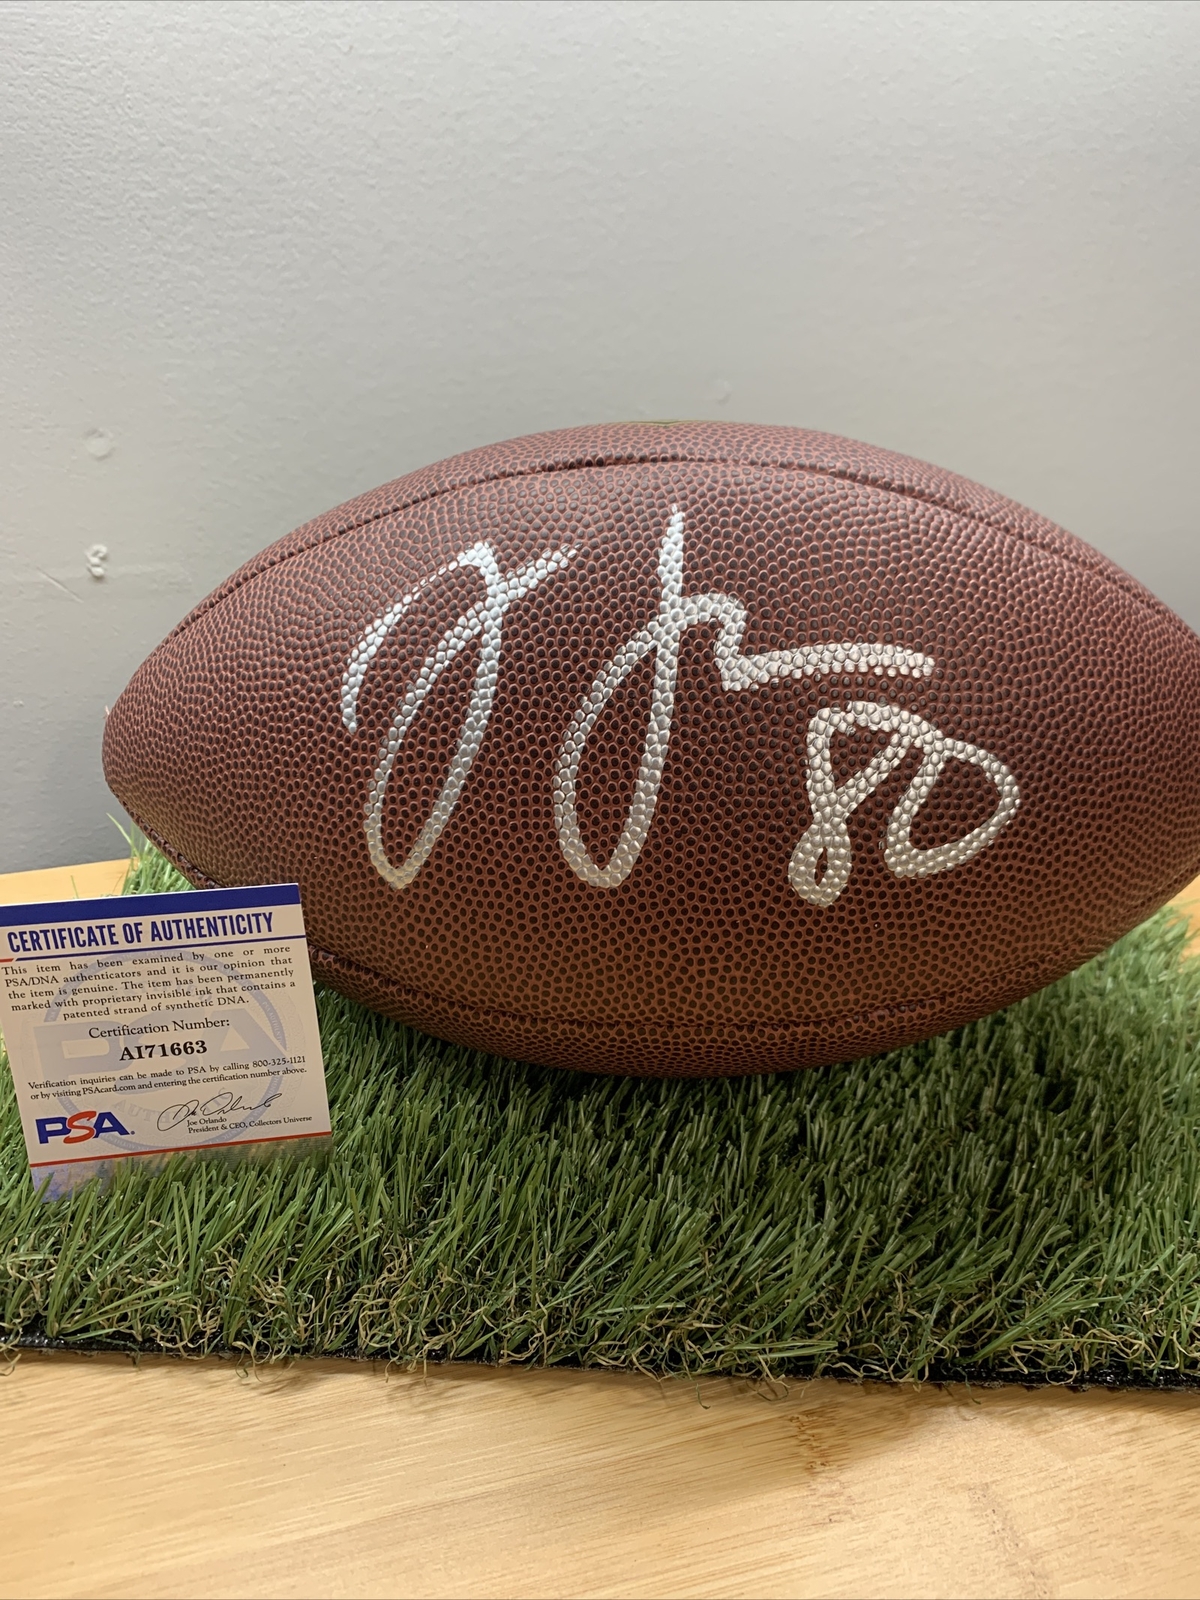 80
CERTIFICATE OF AUTHENTICITY
This item has been examined by one or more
PSA/DNA authenticators and it is our opinion that
the item is genuine. The item has been permanently
marked with proprietary invisible ink that contains a
patented strand of synthetic DNA.
Certification Number:
AI71663
Verification inquiries can be made to PSA by calling 800-325-1121
or by visiting PSAcard.com and entering the certification number above.
PSA
Joe Orlando
President & CEO, Collectors Universe